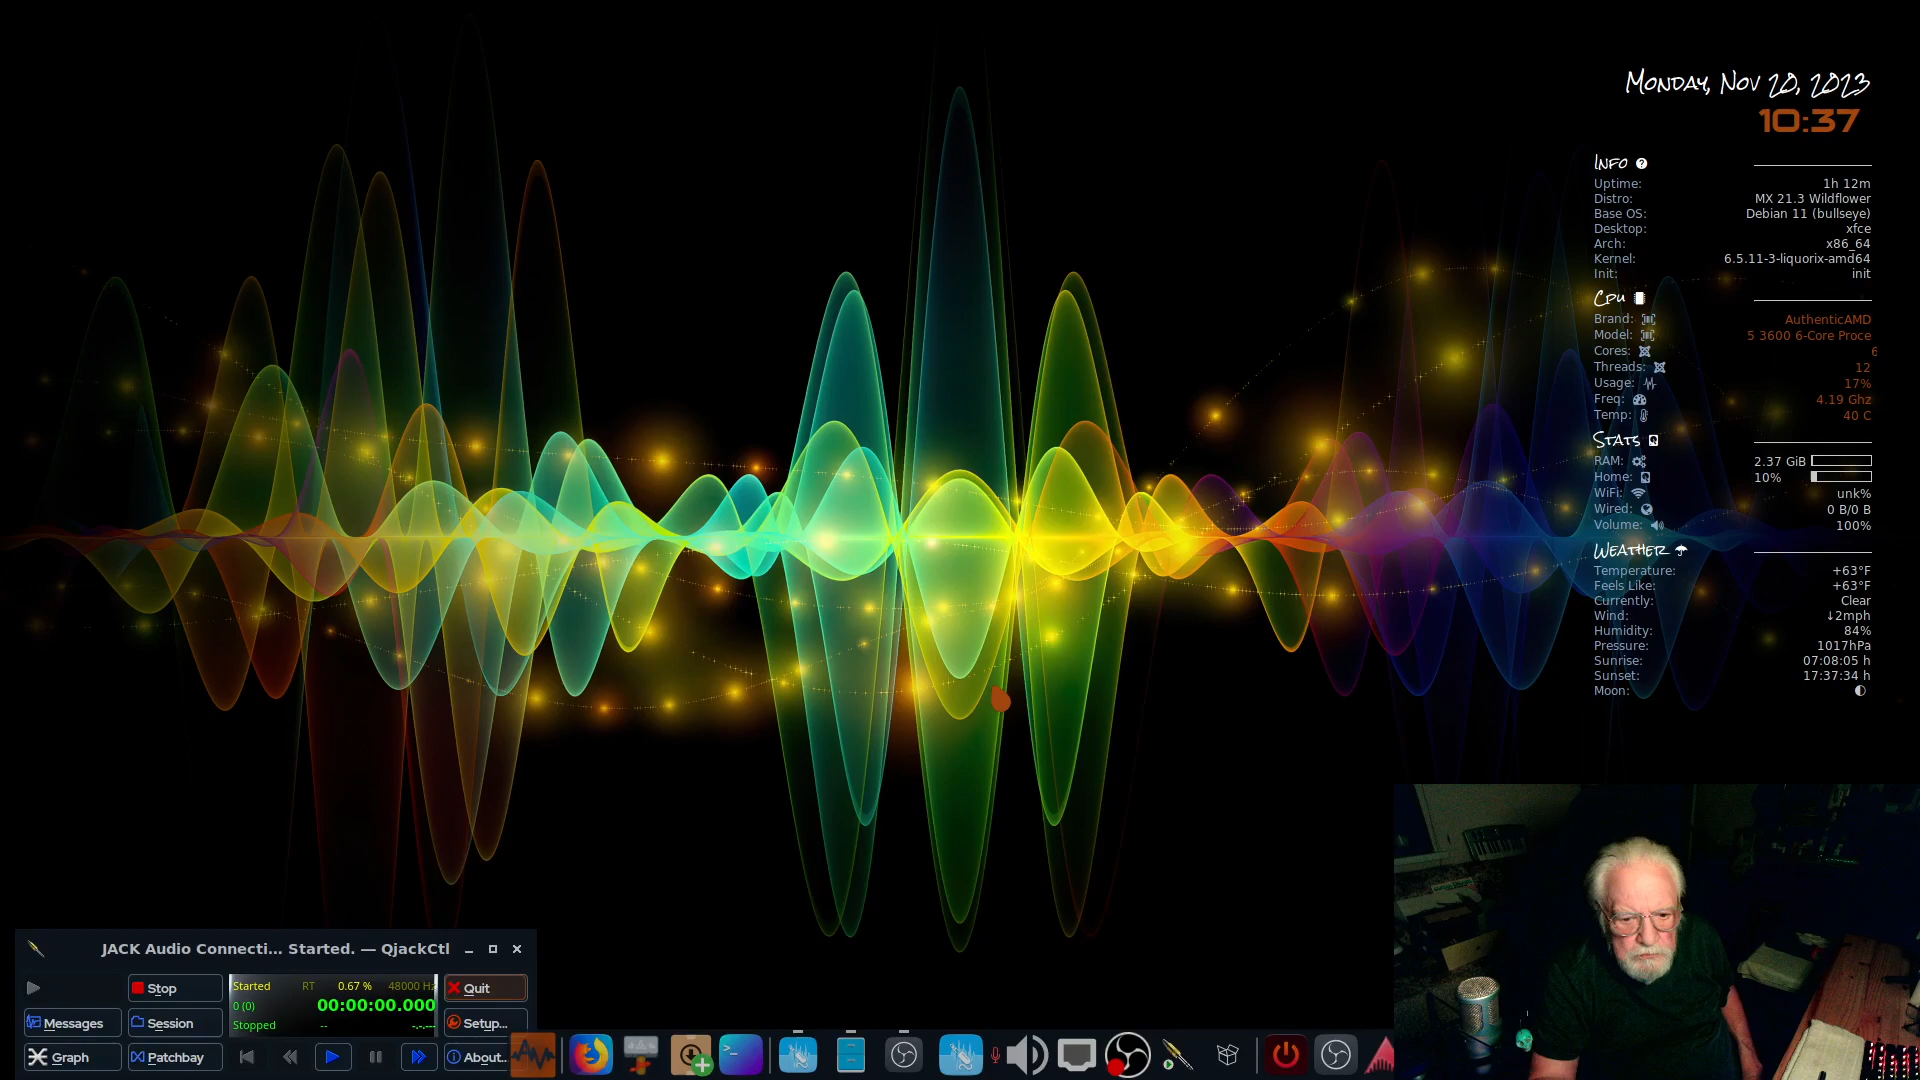 Monday, Nov 20, 2023
10:37
Info
Uptime: 1h 12m
Distro: MX 21.3 Wildflower
Base OS: Debian 11 (bullseye)
Desktop: xfce
Arch: x86_64
Kernel: 6.5.11-3-liquorix-amd64
Init: init
Cpu
Brand: AuthenticAMD
Model: 5 3600 6-Core Proce
Cores: 6
Threads: 12
Usage: 17%
Freq: 4.19 Ghz
Temp: 40 C
Stats
RAM: 2.37 GiB
Home: 10%
WiFi: unk%
Wired: 0 B/0 B
Volume: 100%
Weather
Temperature: +63°F
Feels Like: +63°F
Currently: Clear
Wind: ↓2mph
Humidity: 84%
Pressure: 1017hPa
Sunrise: 07:08:05 h
Sunset: 17:37:34 h
Moon:
JACK Audio Connecti... Started. — QjackCtl
Stop
Started RT 0.67 % 48000 Hz
Quit
0 (0) 00:00:00.000
Messages
Session
Stopped -- -.-.---
Setup...
Graph
Patchbay
About...